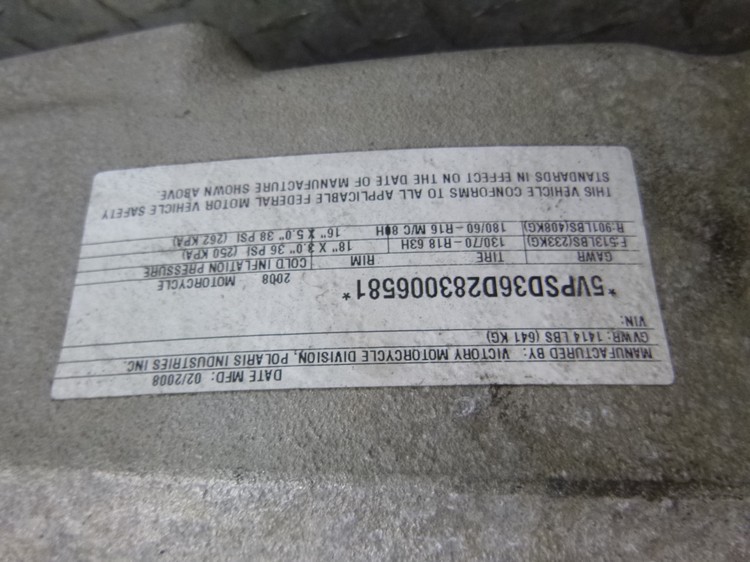 DATE MFD: 02/2008
MANUFACTURED BY: VICTORY MOTORCYCLE DIVISION, POLARIS INDUSTRIES INC.
GVWR: 1414 LBS (641 KG)
VIN:
*5VPSD36D283006581*
2008 MOTORCYCLE
GAWR TIRE RIM COLD INFLATION PRESSURE
F:513LBS(233KG) 130/70-R18 63H 18" X 3.0" 36 PSI (250 KPA)
R:901LBS(408KG) 180/60-R16 M/C 80H 16" X 5.0" 38 PSI (262 KPA)
THIS VEHICLE CONFORMS TO ALL APPLICABLE FEDERAL MOTOR VEHICLE SAFETY
STANDARDS IN EFFECT ON THE DATE OF MANUFACTURE SHOWN ABOVE.